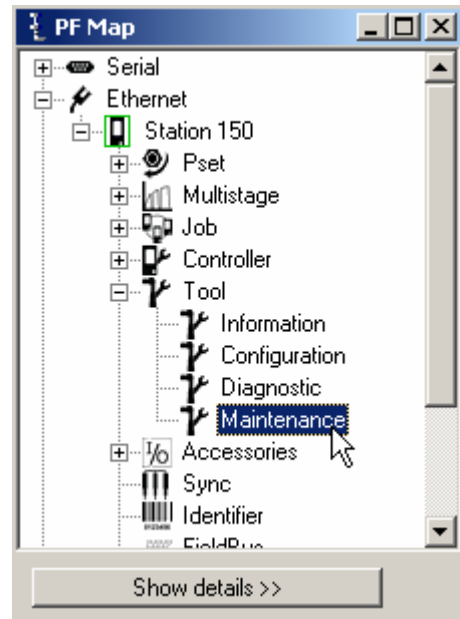 PF Map
Serial
Ethernet
Station 150
Pset
Multistage
Job
Controller
Tool
Information
Configuration
Diagnostic
Maintenance
I/O Accessories
Sync
Identifier
FieldBus
Show details >>